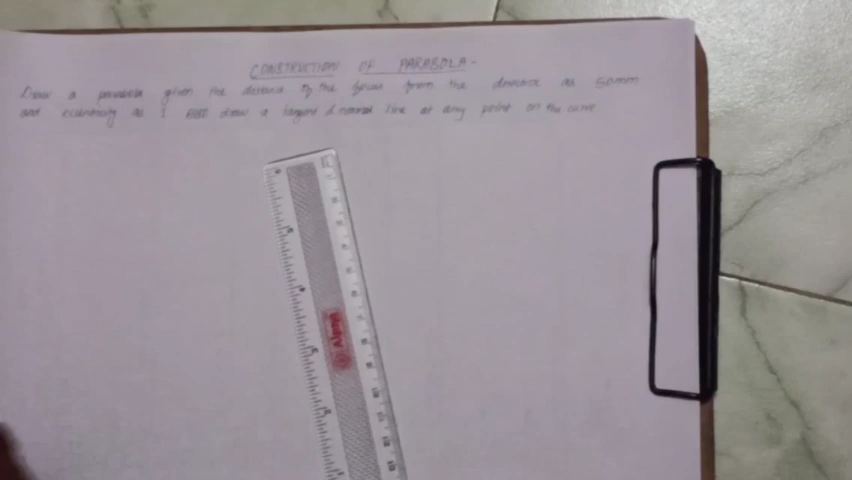 CONSTRUCTION OF PARABOLA-
Draw a parabola given the distance of the focus from the directrix as 50mm
and eccentricity as 1 draw a tangent & normal line at any point on the curve
Alpys